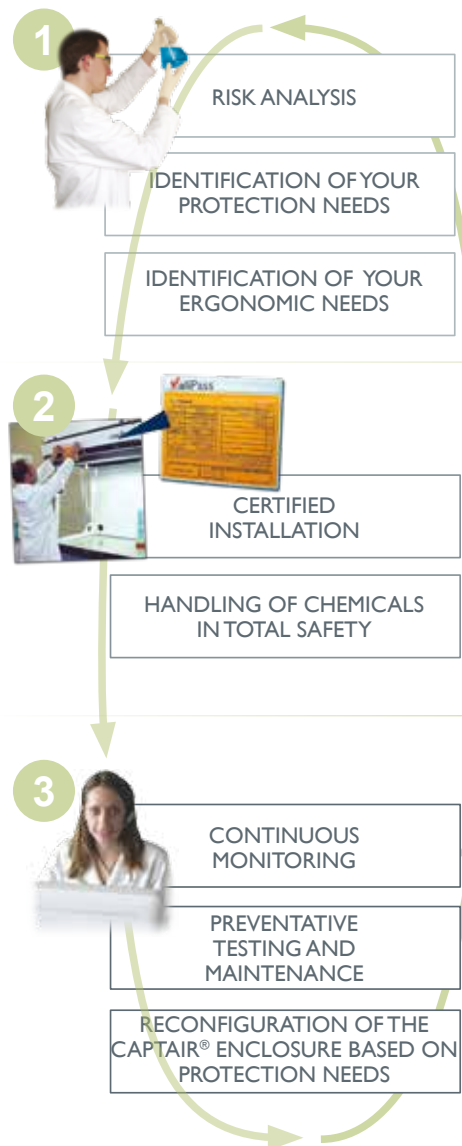 1
RISK ANALYSIS
IDENTIFICATION OF YOUR
PROTECTION NEEDS
IDENTIFICATION OF YOUR
ERGONOMIC NEEDS
2
ValiPass
CERTIFIED
INSTALLATION
HANDLING OF CHEMICALS
IN TOTAL SAFETY
3
CONTINUOUS
MONITORING
PREVENTATIVE
TESTING AND
MAINTENANCE
RECONFIGURATION OF THE
CAPTAIR® ENCLOSURE BASED ON
PROTECTION NEEDS